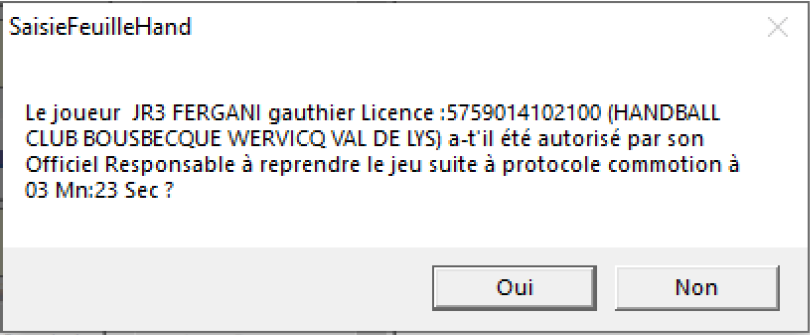 SaisieFeuilleHand
Le joueur  JR3 FERGANI gauthier Licence :5759014102100 (HANDBALL
CLUB BOUSBECQUE WERVICQ VAL DE LYS) a-t'il été autorisé par son
Officiel Responsable à reprendre le jeu suite à protocole commotion à
03 Mn:23 Sec ?
Oui
Non